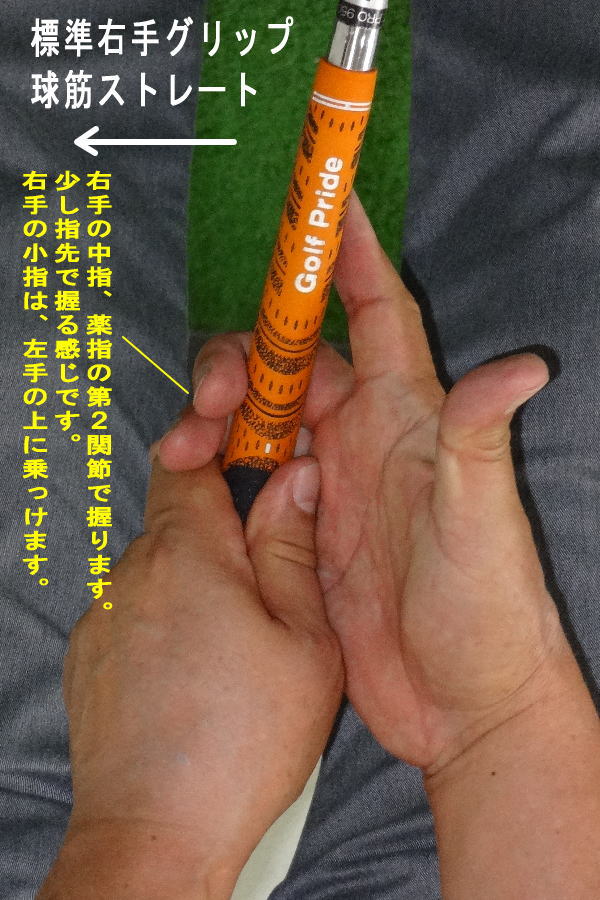 標準右手グリップ
球筋ストレート
右手の中指、薬指の第２関節で握ります。
少し指先で握る感じです。
右手の小指は、左手の上に乗っけます。
Golf Pride
PRO 95